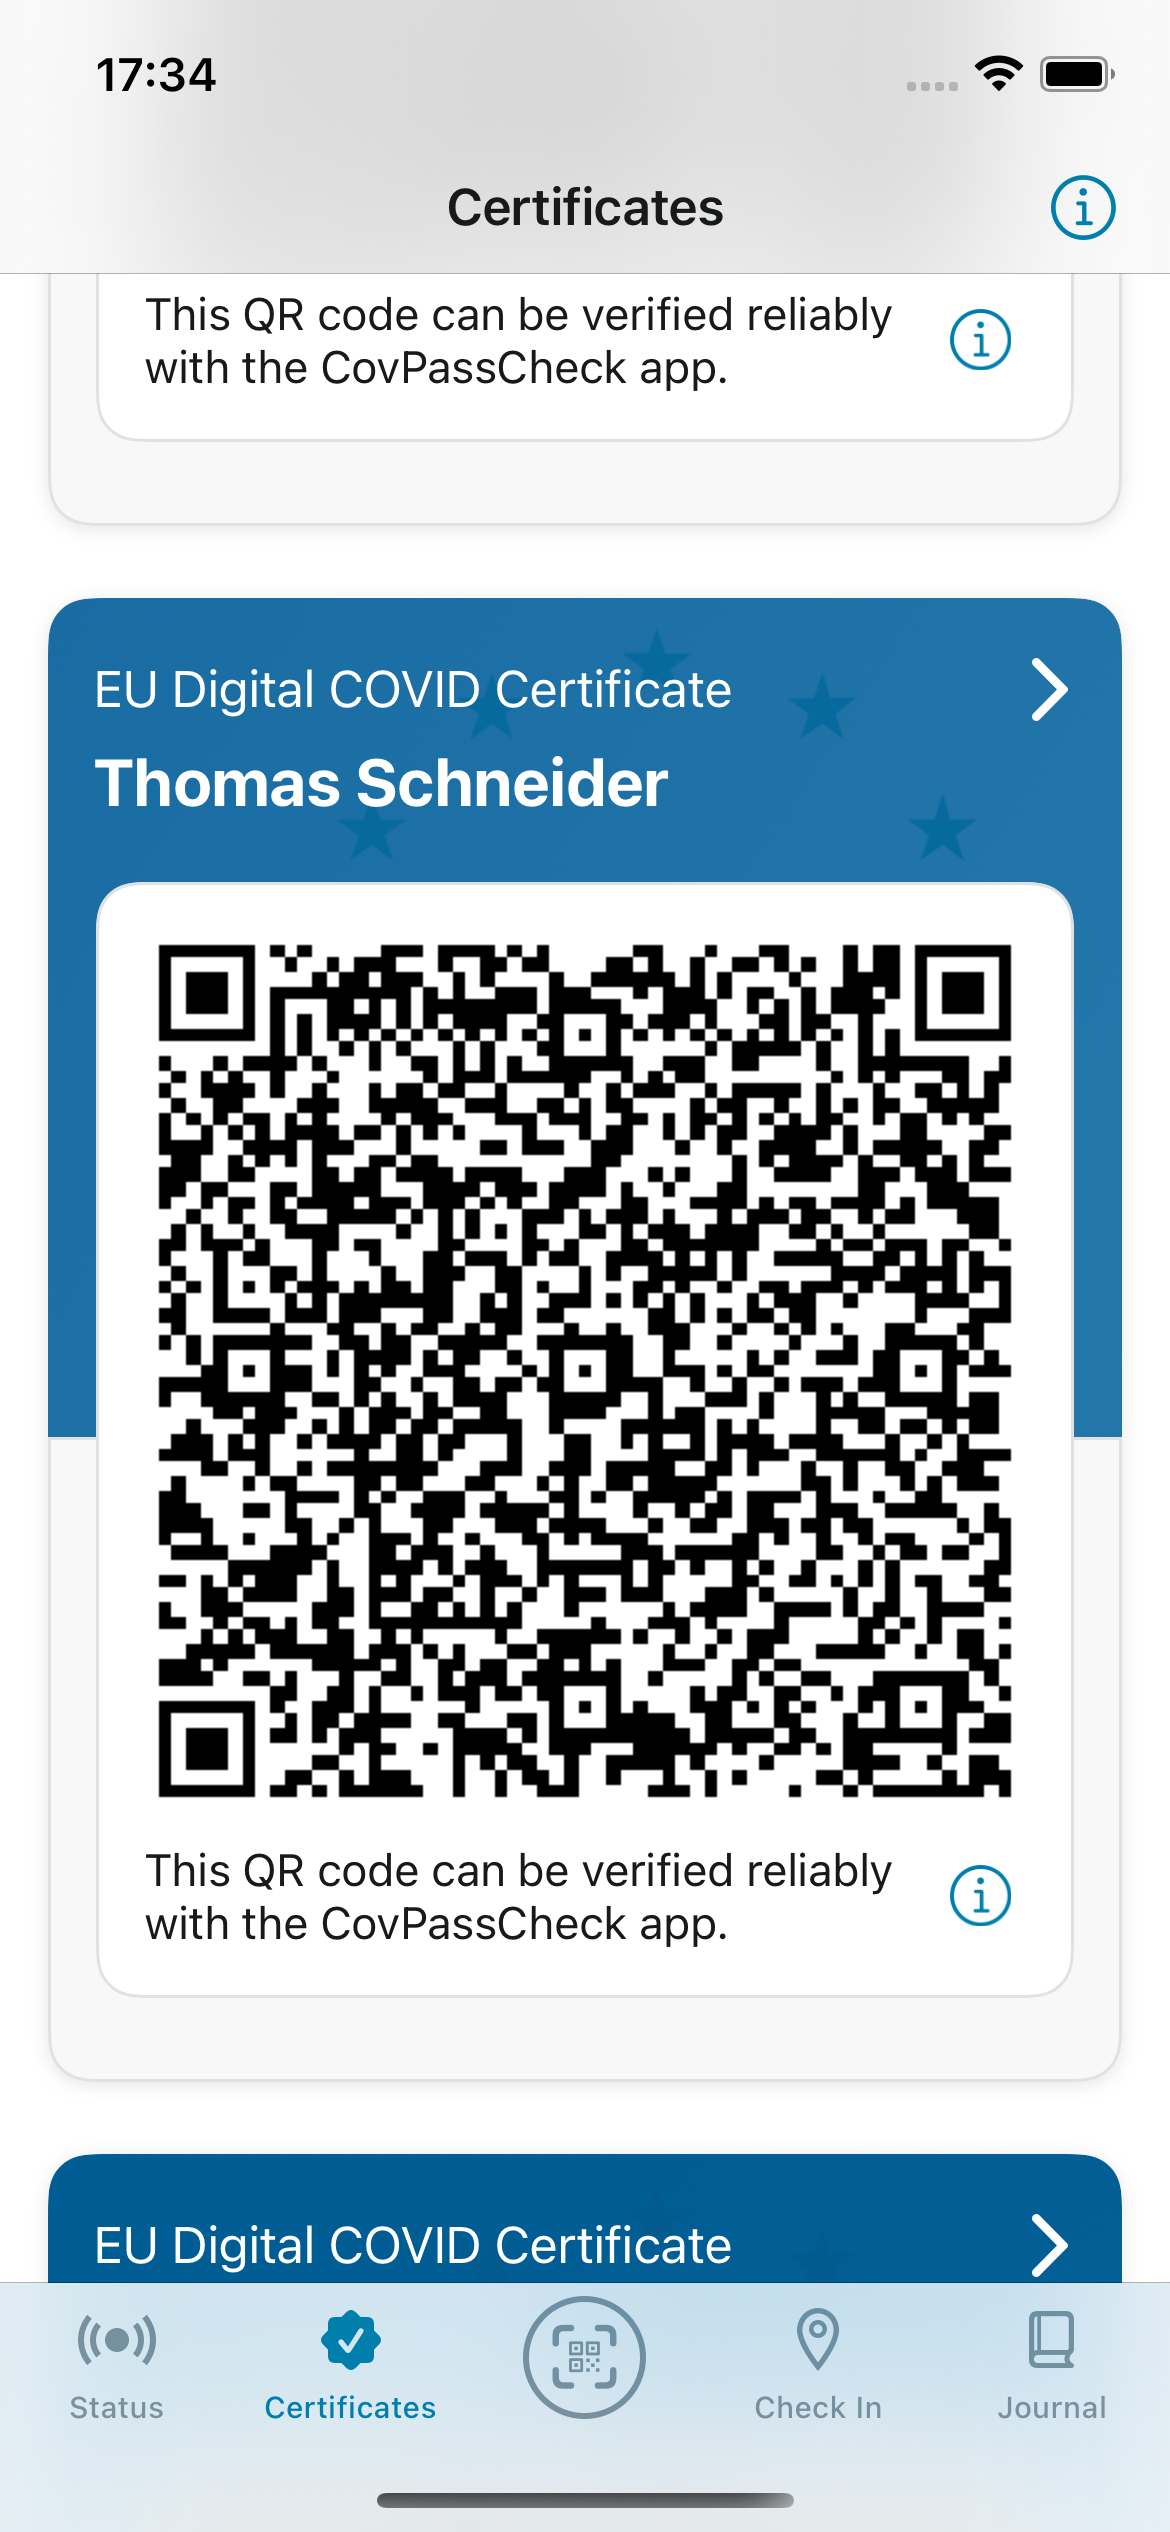 17:34
Certificates
This QR code can be verified reliably
with the CovPassCheck app.
EU Digital COVID Certificate
Thomas Schneider
This QR code can be verified reliably
with the CovPassCheck app.
EU Digital COVID Certificate
Status
Certificates
Check In
Journal